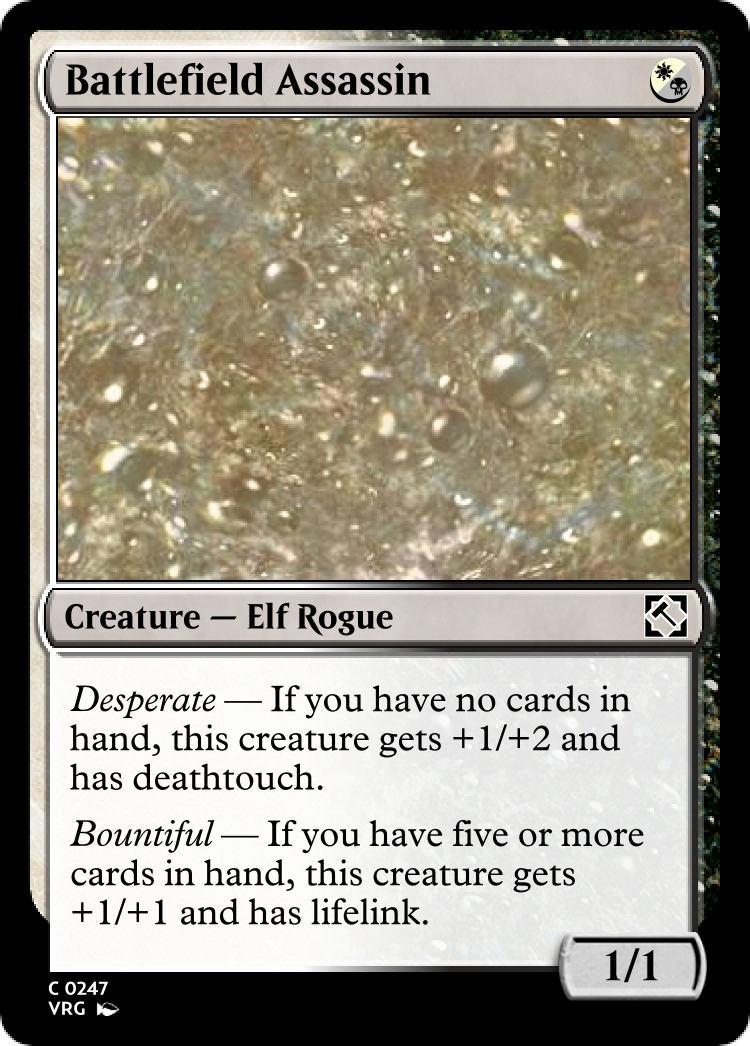 Battlefield Assassin
Creature — Elf Rogue
Desperate — If you have no cards in
hand, this creature gets +1/+2 and
has deathtouch.
Bountiful — If you have five or more
cards in hand, this creature gets
+1/+1 and has lifelink.
1/1
C 0247
VRG